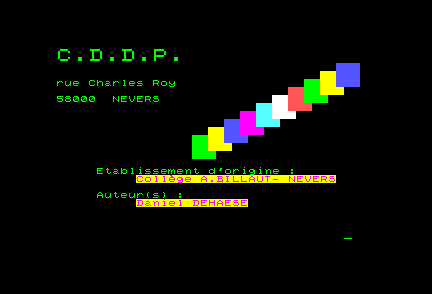 C.D.D.P.
rue Charles Roy
58000 NEVERS
Etablissement d'origine :
Collège A.BILLAUT- NEVERS
Auteur(s) :
Daniel DEHAESE